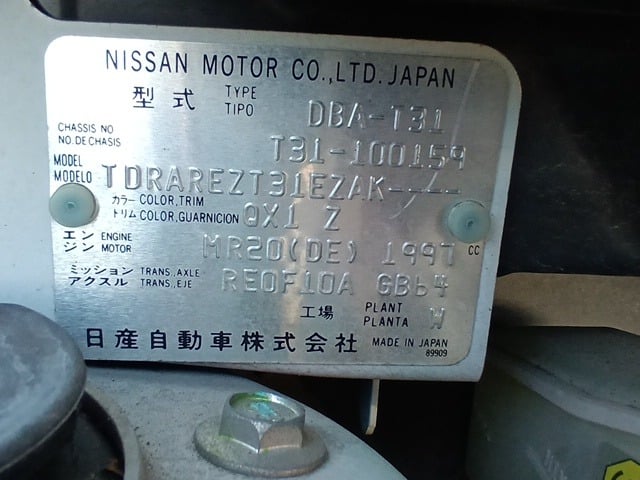 NISSAN MOTOR CO.,LTD.JAPAN
型式 TYPE TIPO DBA-T31
CHASSIS NO NO.DE CHASIS T31-100159
MODEL MODELO TDRAREZT31EZAK----
カラー COLOR,TRIM トリム COLOR,GUARNICION QX1 Z
エンジン ENGINE MOTOR MR20(DE) 1997 CC
ミッション アクスル TRANS,AXLE TRANS,EJE RE0F10A GB64
工場 PLANT PLANTA W
日産自動車株式会社 MADE IN JAPAN
89909